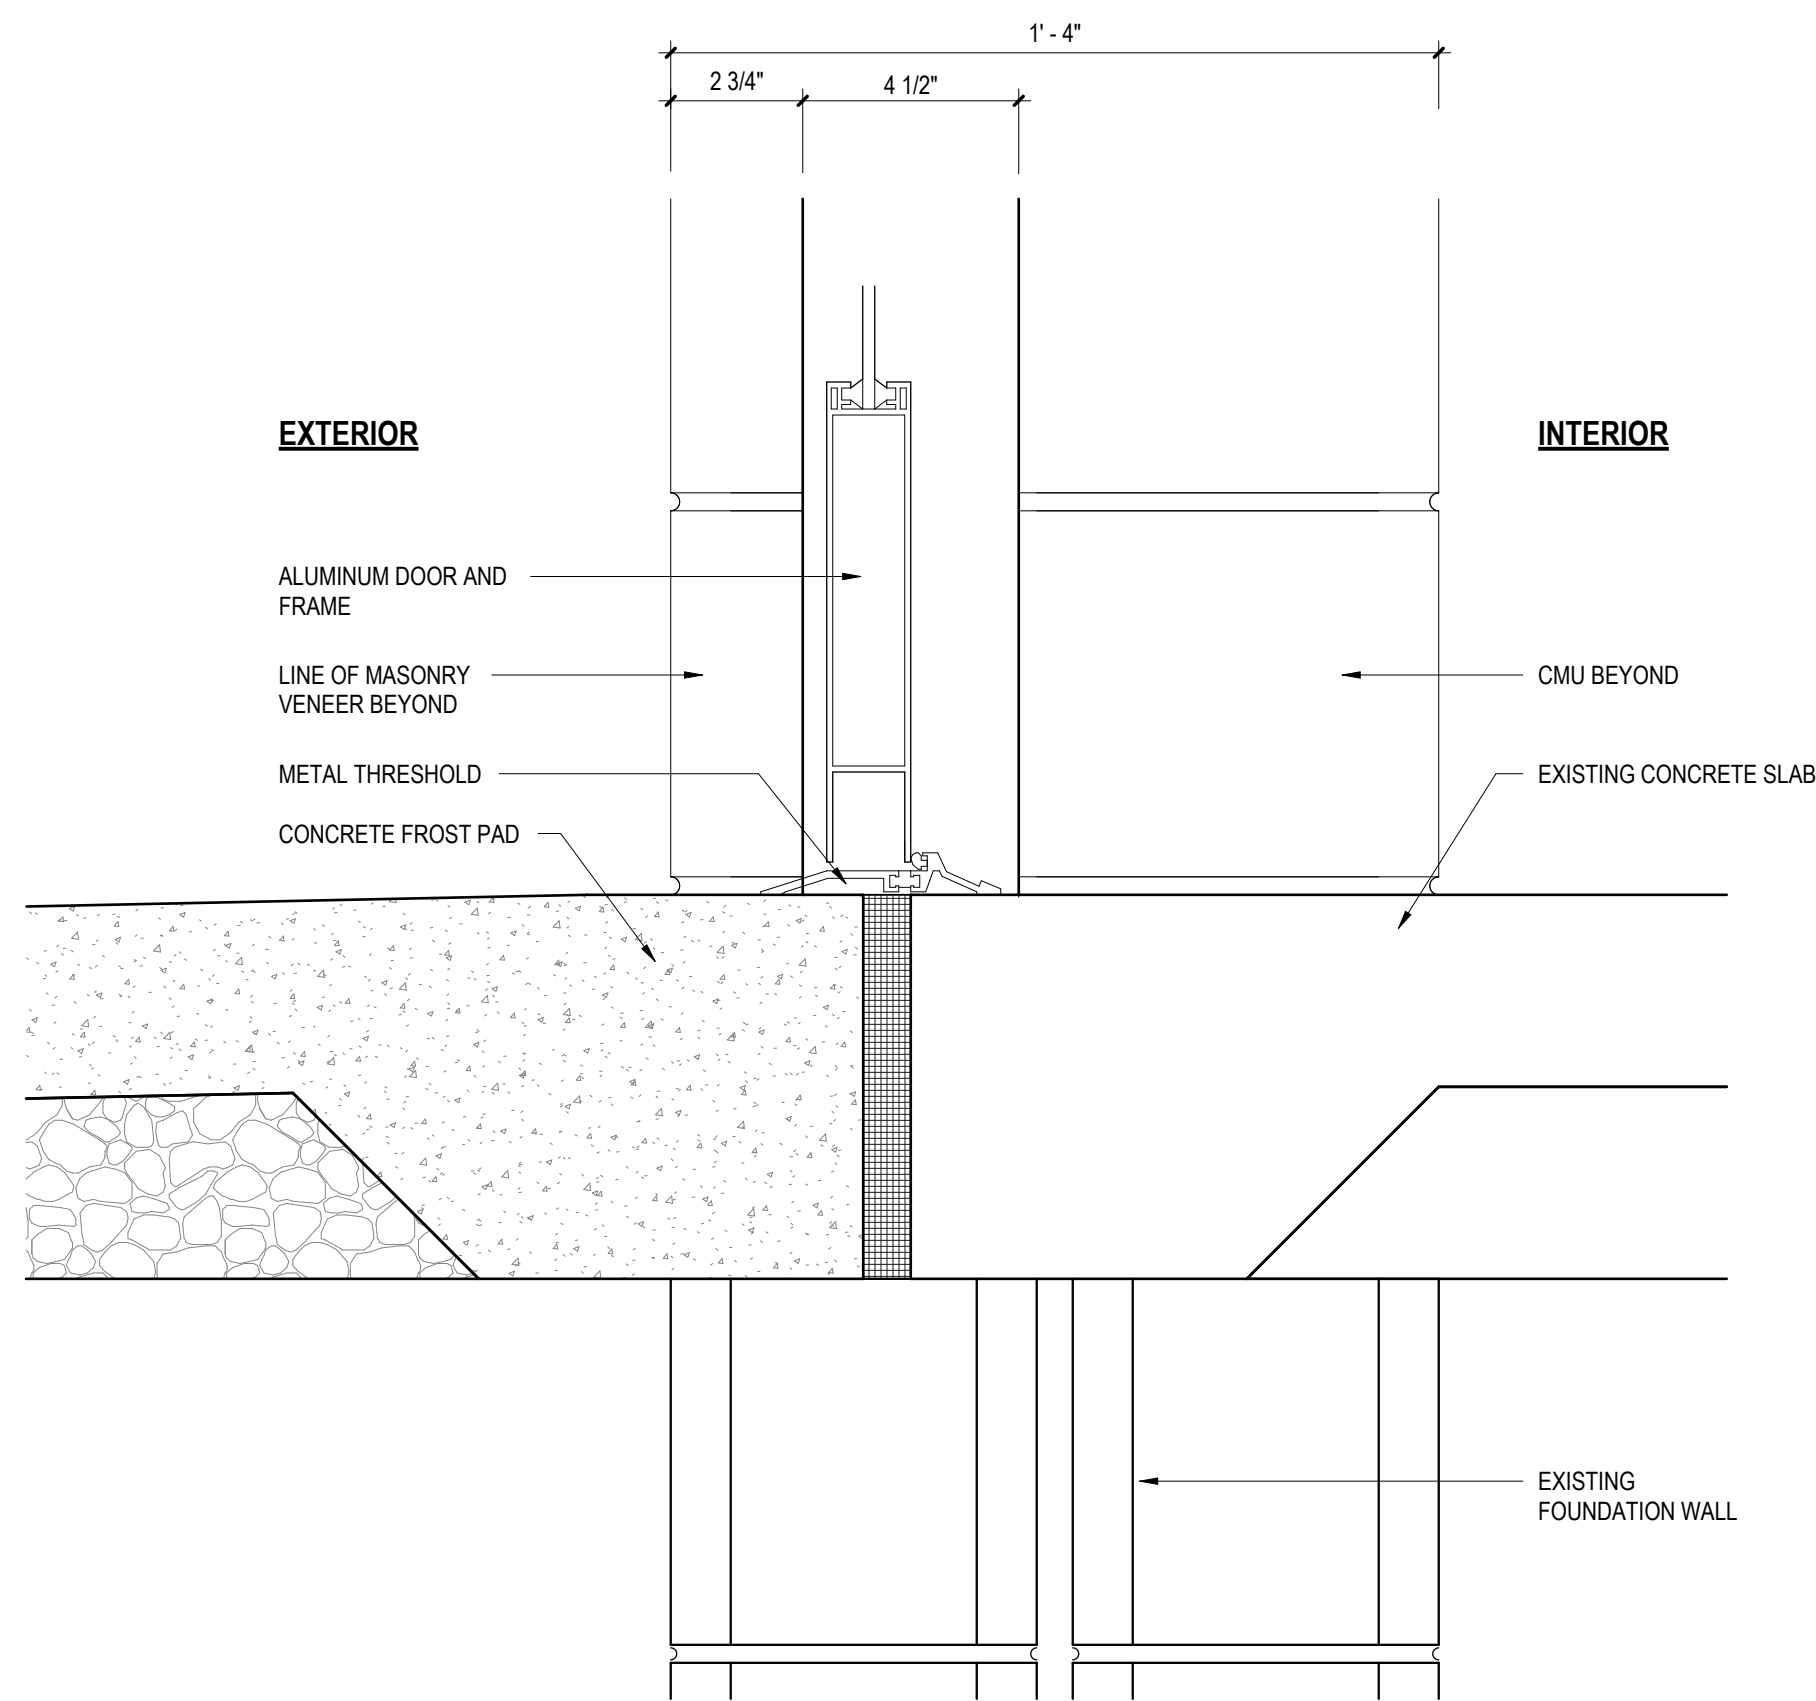 1' - 4"
2 3/4"
4 1/2"
EXTERIOR
INTERIOR
ALUMINUM DOOR AND
FRAME
LINE OF MASONRY
VENEER BEYOND
CMU BEYOND
METAL THRESHOLD
EXISTING CONCRETE SLAB
CONCRETE FROST PAD
EXISTING
FOUNDATION WALL